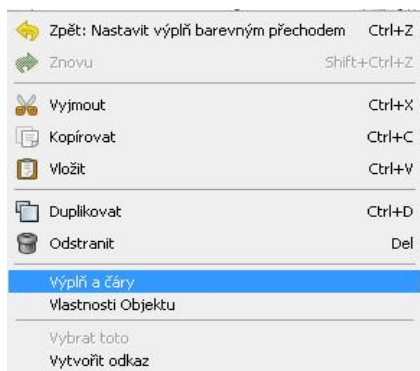 Zpět: Nastavit výplň barevným přechodem Ctrl+Z
Znovu Shift+Ctrl+Z
Vyjmout Ctrl+X
Kopírovat Ctrl+C
Vložit Ctrl+V
Duplikovat Ctrl+D
Odstranit Del
Výplň a čáry
Vlastnosti Objektu
Vybrat toto
Vytvořit odkaz